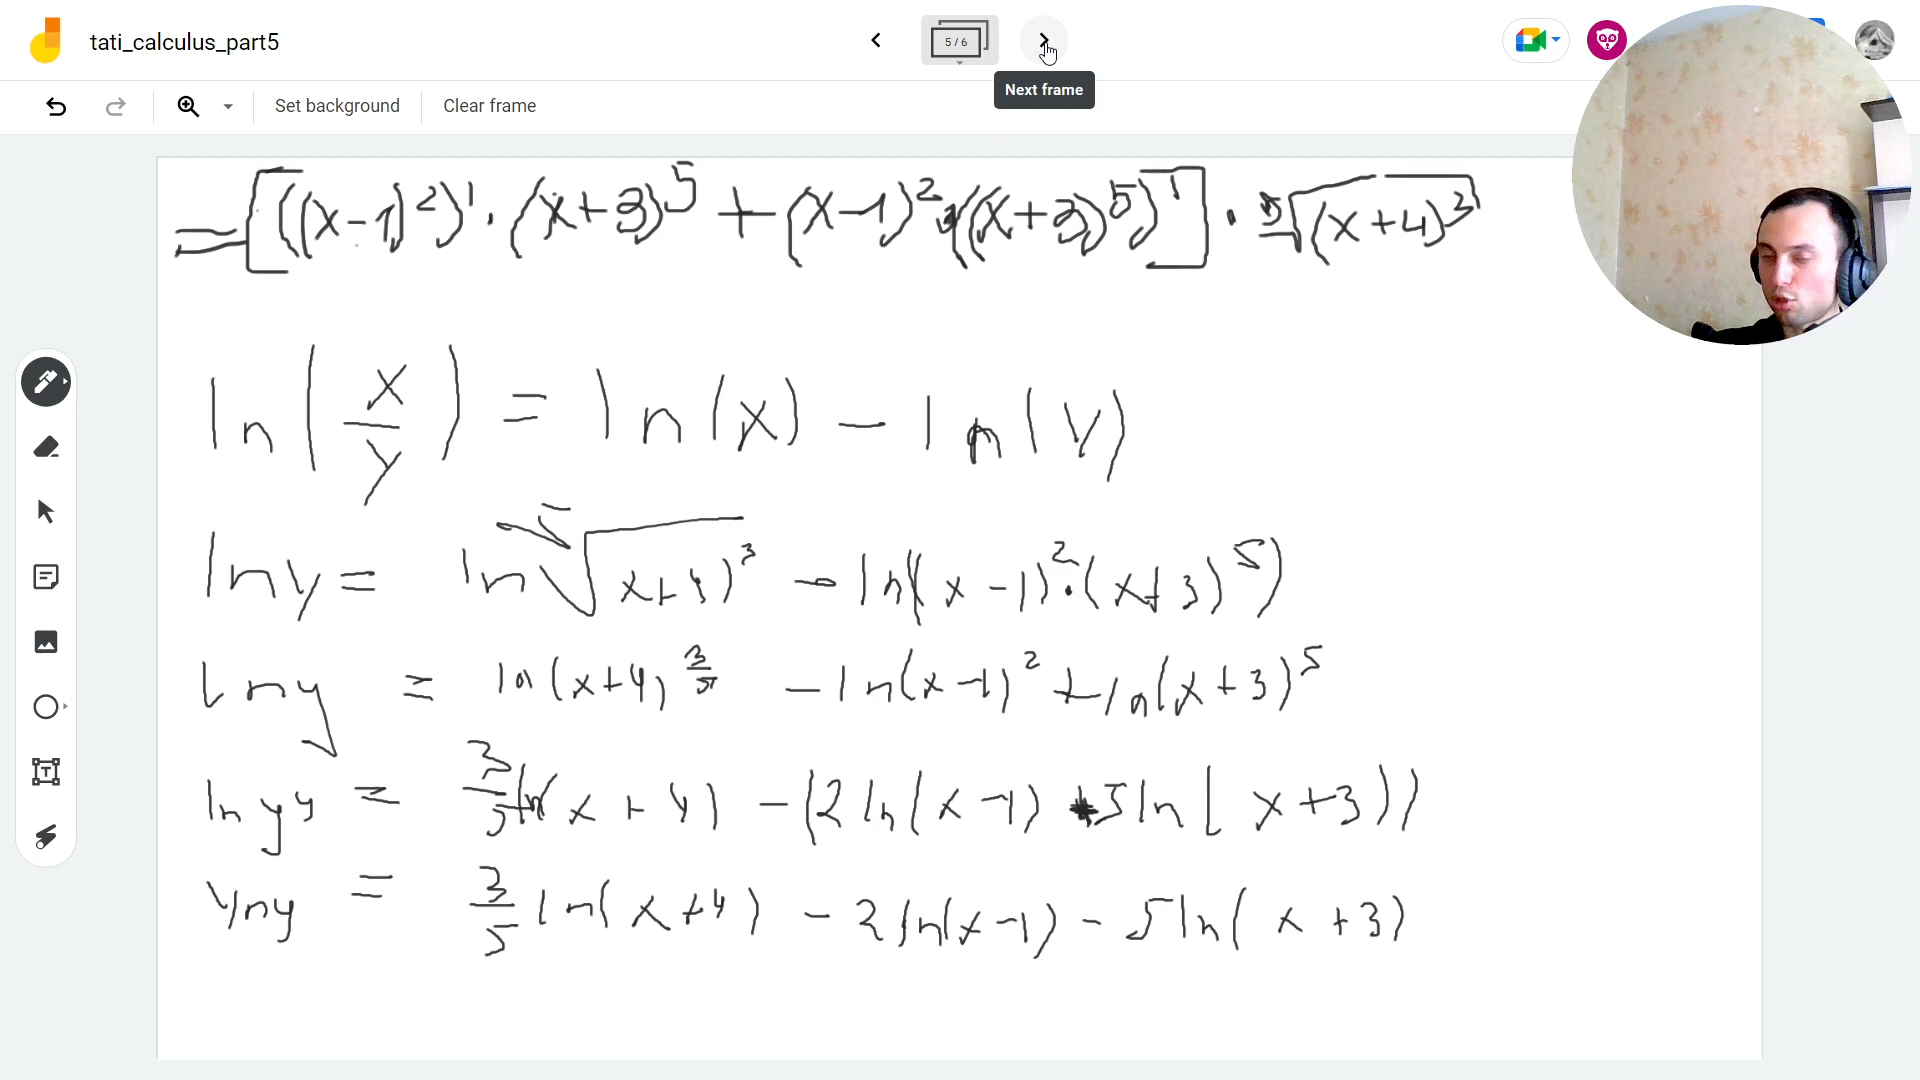 tati_calculus_part5
5 / 6
Next frame
Set background
Clear frame
= [((x-1)²)' · (x+3)⁵ + (x-1)² · ((x+3)⁵)'] · ⁵√(x+4)³
ln(x/y) = ln(x) - ln(y)
ln y = ln ⁵√x+4)³ - ln((x-1)²·(x+3)⁵)
ln y = ln(x+4)^(3/5) - ln(x-1)² + ln(x+3)⁵
ln y y = 3/5 ln(x+4) - (2 ln(x-1) + 5 ln(x+3))
lny = 3/5 ln(x+4) - 2 ln(x-1) - 5 ln(x+3)